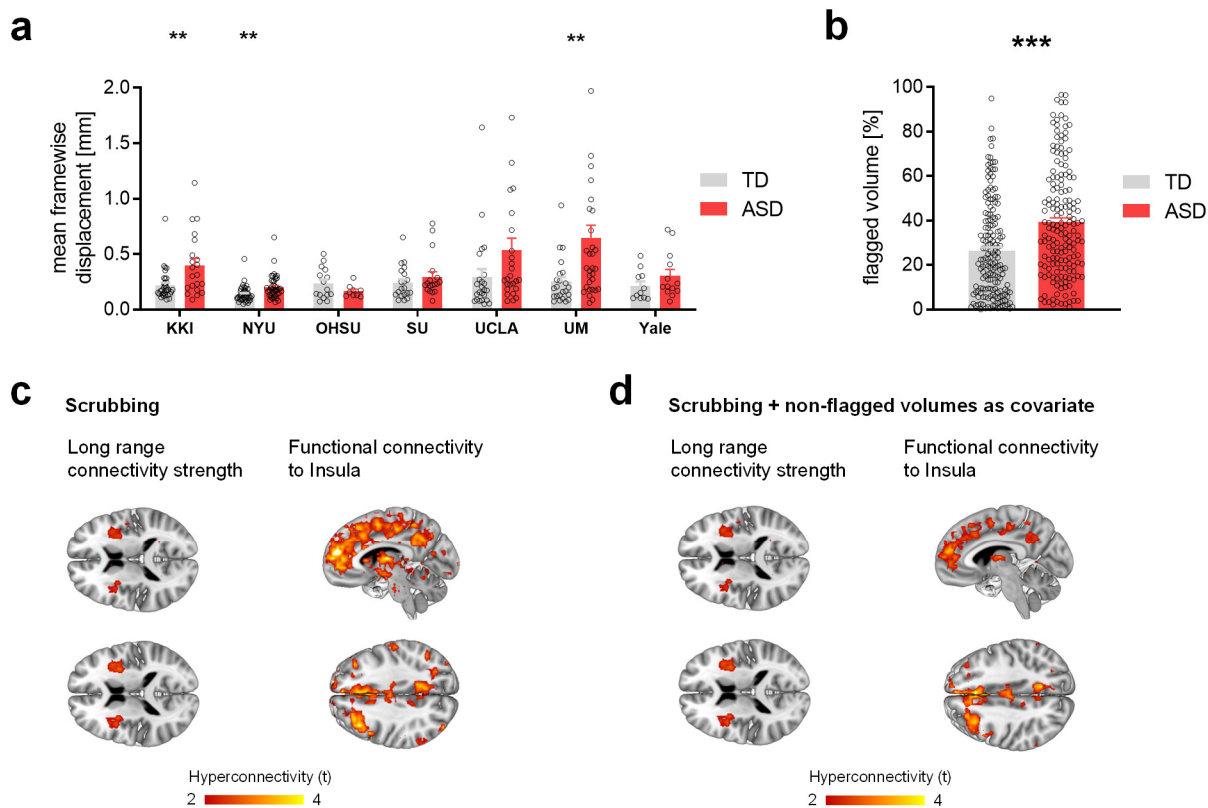 a
** ** **
mean framewise
displacement [mm]
2.0
1.5
1.0
0.5
0.0
KKI NYU OHSU SU UCLA UM Yale
TD
ASD
b
***
flagged volume [%]
100
80
60
40
20
0
TD
ASD
c Scrubbing
Long range
connectivity strength
Functional connectivity
to Insula
Hyperconnectivity (t)
2 4
d Scrubbing + non-flagged volumes as covariate
Long range
connectivity strength
Functional connectivity
to Insula
Hyperconnectivity (t)
2 4